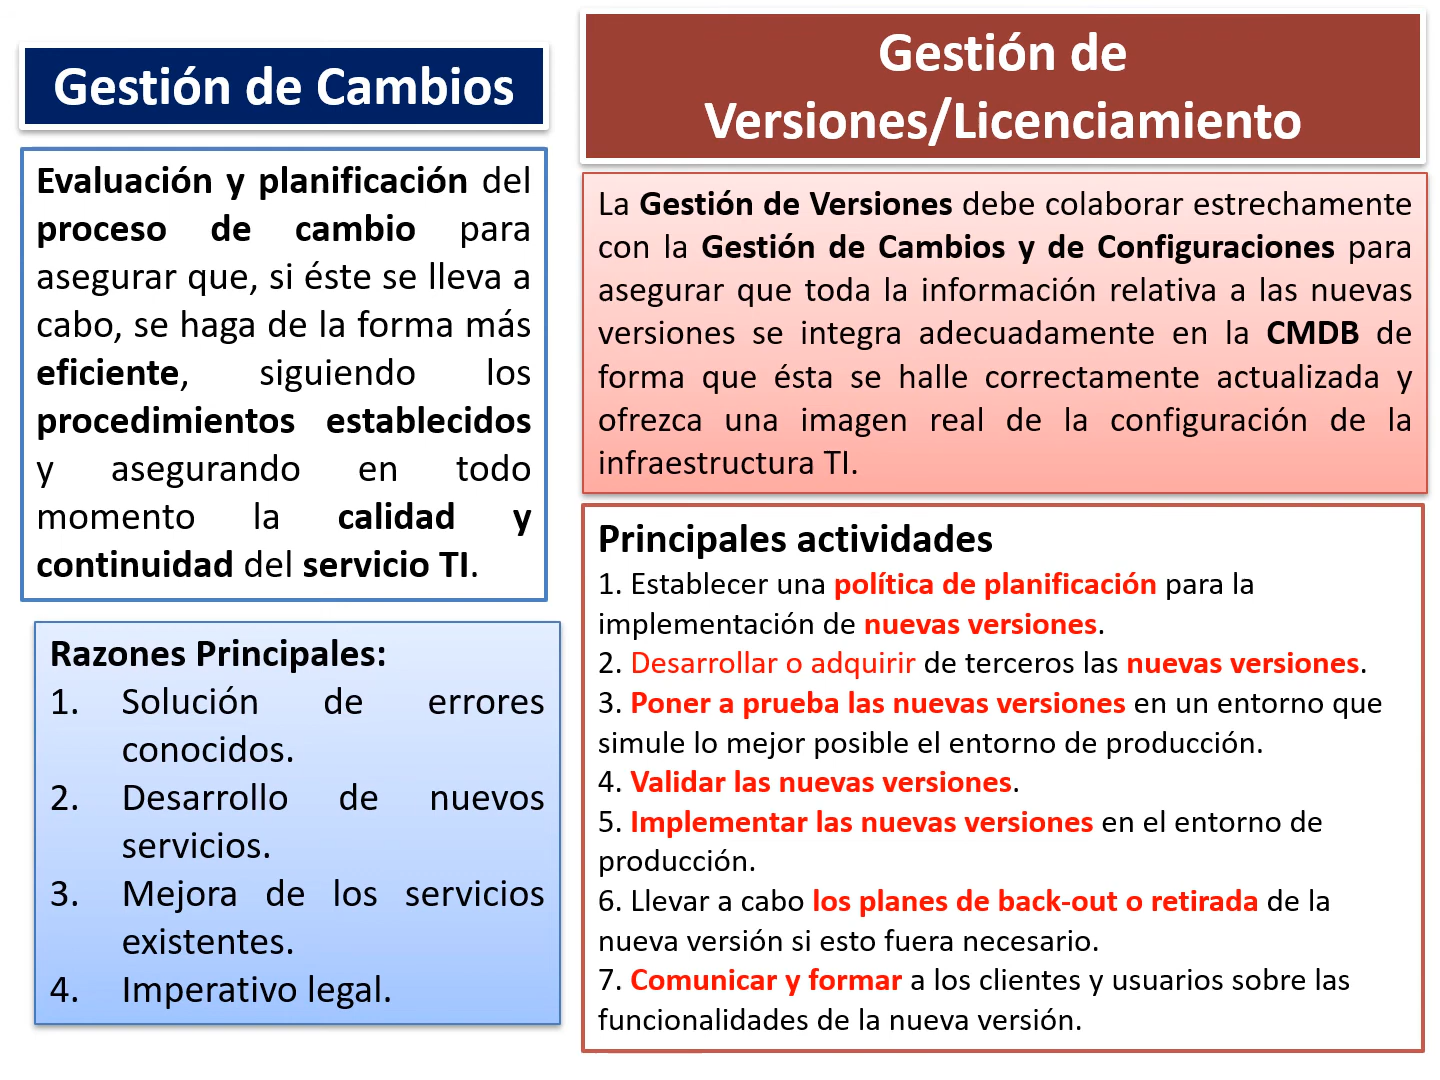 Gestión de Cambios
Evaluación y planificación del
proceso de cambio para
asegurar que, si éste se lleva a
cabo, se haga de la forma más
eficiente, siguiendo los
procedimientos establecidos
y asegurando en todo
momento la calidad y
continuidad del servicio TI.
Razones Principales:
1. Solución de errores
conocidos.
2. Desarrollo de nuevos
servicios.
3. Mejora de los servicios
existentes.
4. Imperativo legal.
Gestión de
Versiones/Licenciamiento
La Gestión de Versiones debe colaborar estrechamente
con la Gestión de Cambios y de Configuraciones para
asegurar que toda la información relativa a las nuevas
versiones se integra adecuadamente en la CMDB de
forma que ésta se halle correctamente actualizada y
ofrezca una imagen real de la configuración de la
infraestructura TI.
Principales actividades
1. Establecer una política de planificación para la
implementación de nuevas versiones.
2. Desarrollar o adquirir de terceros las nuevas versiones.
3. Poner a prueba las nuevas versiones en un entorno que
simule lo mejor posible el entorno de producción.
4. Validar las nuevas versiones.
5. Implementar las nuevas versiones en el entorno de
producción.
6. Llevar a cabo los planes de back-out o retirada de la
nueva versión si esto fuera necesario.
7. Comunicar y formar a los clientes y usuarios sobre las
funcionalidades de la nueva versión.